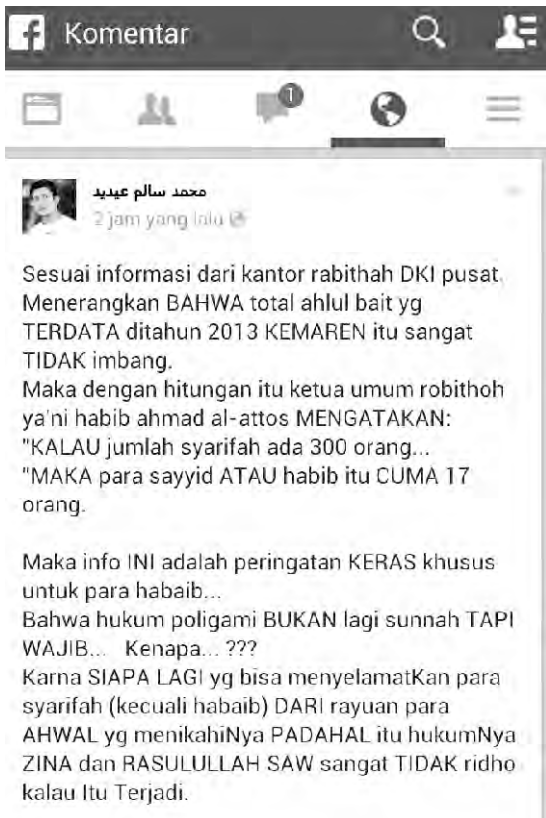 f Komentar
1
محمد سالم عيديد
2 jam yang lalu
Sesuai informasi dari kantor rabithah DKI pusat.
Menerangkan BAHWA total ahlul bait yg
TERDATA ditahun 2013 KEMAREN itu sangat
TIDAK imbang.
Maka dengan hitungan itu ketua umum robithoh
ya'ni habib ahmad al-attos MENGATAKAN:
"KALAU jumlah syarifah ada 300 orang...
"MAKA para sayyid ATAU habib itu CUMA 17
orang.
Maka info INI adalah peringatan KERAS khusus
untuk para habaib...
Bahwa hukum poligami BUKAN lagi sunnah TAPI
WAJIB... Kenapa... ???
Karna SIAPA LAGI yg bisa menyelamatKan para
syarifah (kecuali habaib) DARI rayuan para
AHWAL yg menikahiNya PADAHAL itu hukumNya
ZINA dan RASULULLAH SAW sangat TIDAK ridho
kalau Itu Terjadi.